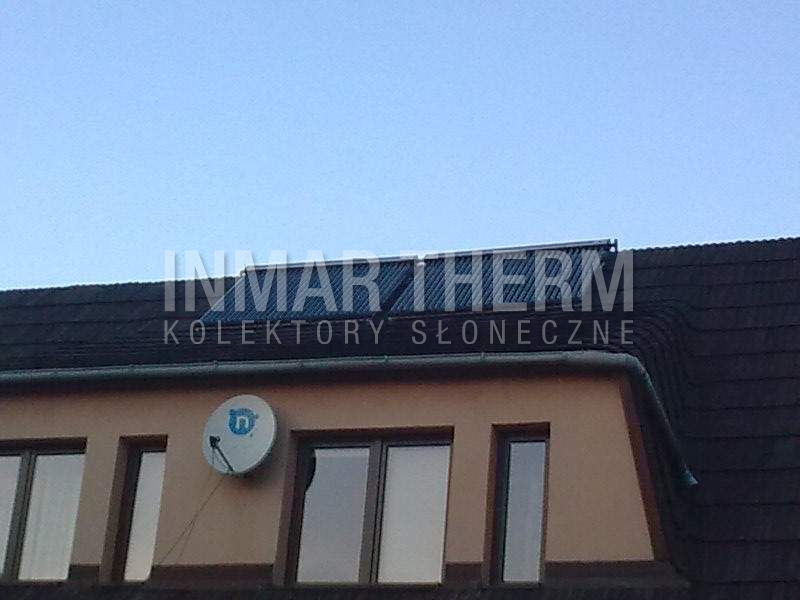 INMAR THERM
KOLEKTORY SŁONECZNE
n